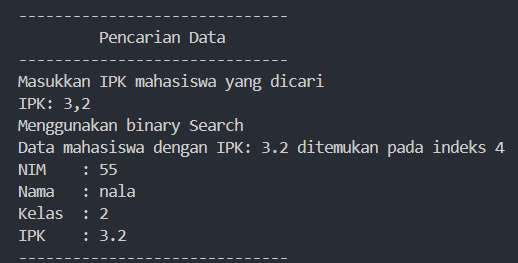 ------------------------------
Pencarian Data
------------------------------
Masukkan IPK mahasiswa yang dicari
IPK: 3,2
Menggunakan binary Search
Data mahasiswa dengan IPK: 3.2 ditemukan pada indeks 4
NIM    : 55
Nama   : nala
Kelas  : 2
IPK    : 3.2
------------------------------